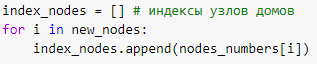 index_nodes = [] # индексы узлов домов
for i in new_nodes:
    index_nodes.append(nodes_numbers[i])